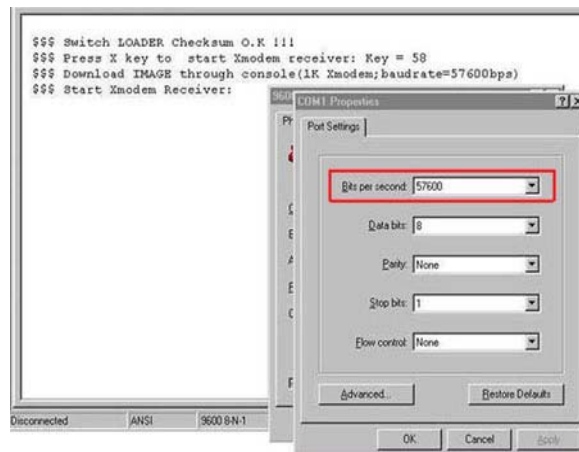 $$$ Switch LOADER Checksum O.K !!!
$$$ Press X key to start Xmodem receiver: Key = 58
$$$ Download IMAGE through console(1K Xmodem;baudrate=57600bps)
$$$ Start Xmodem Receiver:
COM1 Properties
Port Settings
Bits per second: 57600
Data bits: 8
Parity: None
Stop bits: 1
Flow control: None
Advanced...
Restore Defaults
Disconnected
ANSI
9600 8-N-1
OK
Cancel
Apply